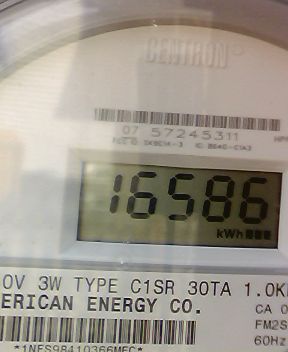 CENTRON
07 57245311
16586
kWh
0V 3W TYPE C1SR 30TA 1.0K
ERICAN ENERGY CO.
CA 0
FM2S
60Hz
*1NFS98410366MEC*